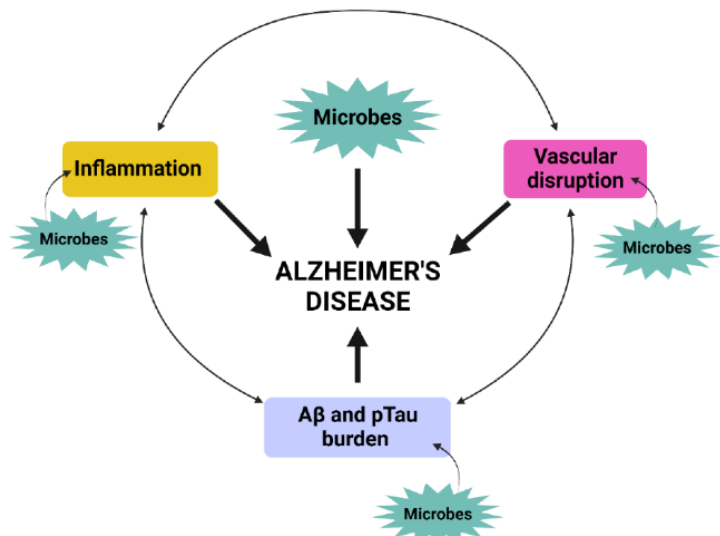 Microbes
Inflammation
Vascular
disruption
Microbes
Microbes
ALZHEIMER'S
DISEASE
Aβ and pTau
burden
Microbes